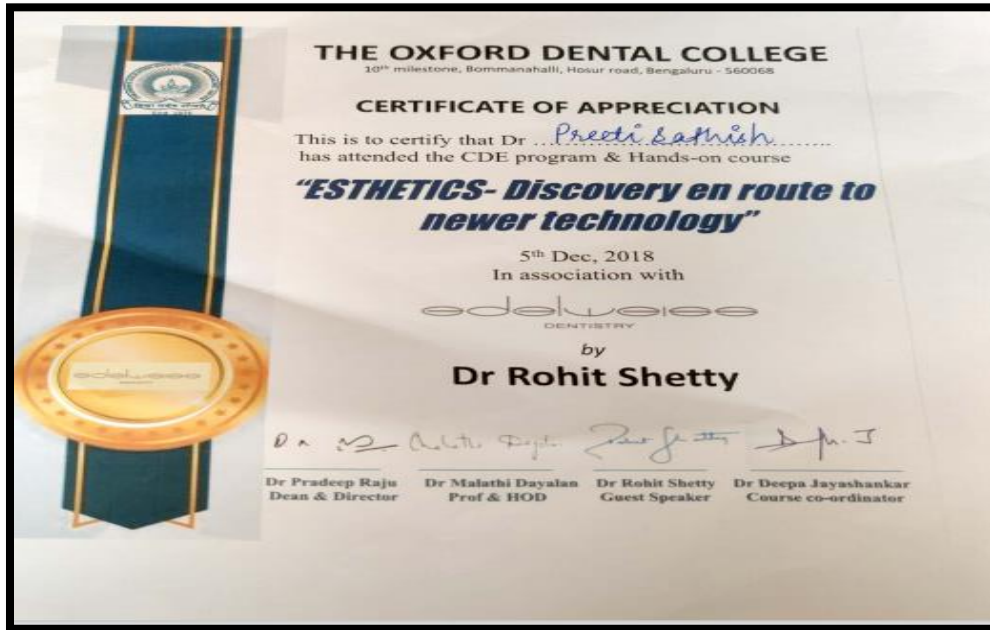 THE OXFORD DENTAL COLLEGE
10th milestone, Bommanahalli, Hosur road, Bengaluru - 560068
CERTIFICATE OF APPRECIATION
This is to certify that Dr ... Preeti Sathish ........
has attended the CDE program & Hands-on course
"ESTHETICS- Discovery en route to
newer technology"
5th Dec, 2018
In association with
edelweiss
DENTISTRY
by
Dr Rohit Shetty
edelweiss
Dr Pradeep Raju Dr Malathi Dayalan Dr Rohit Shetty Dr Deepa Jayashankar
Dean & Director Prof & HOD Guest Speaker Course co-ordinator